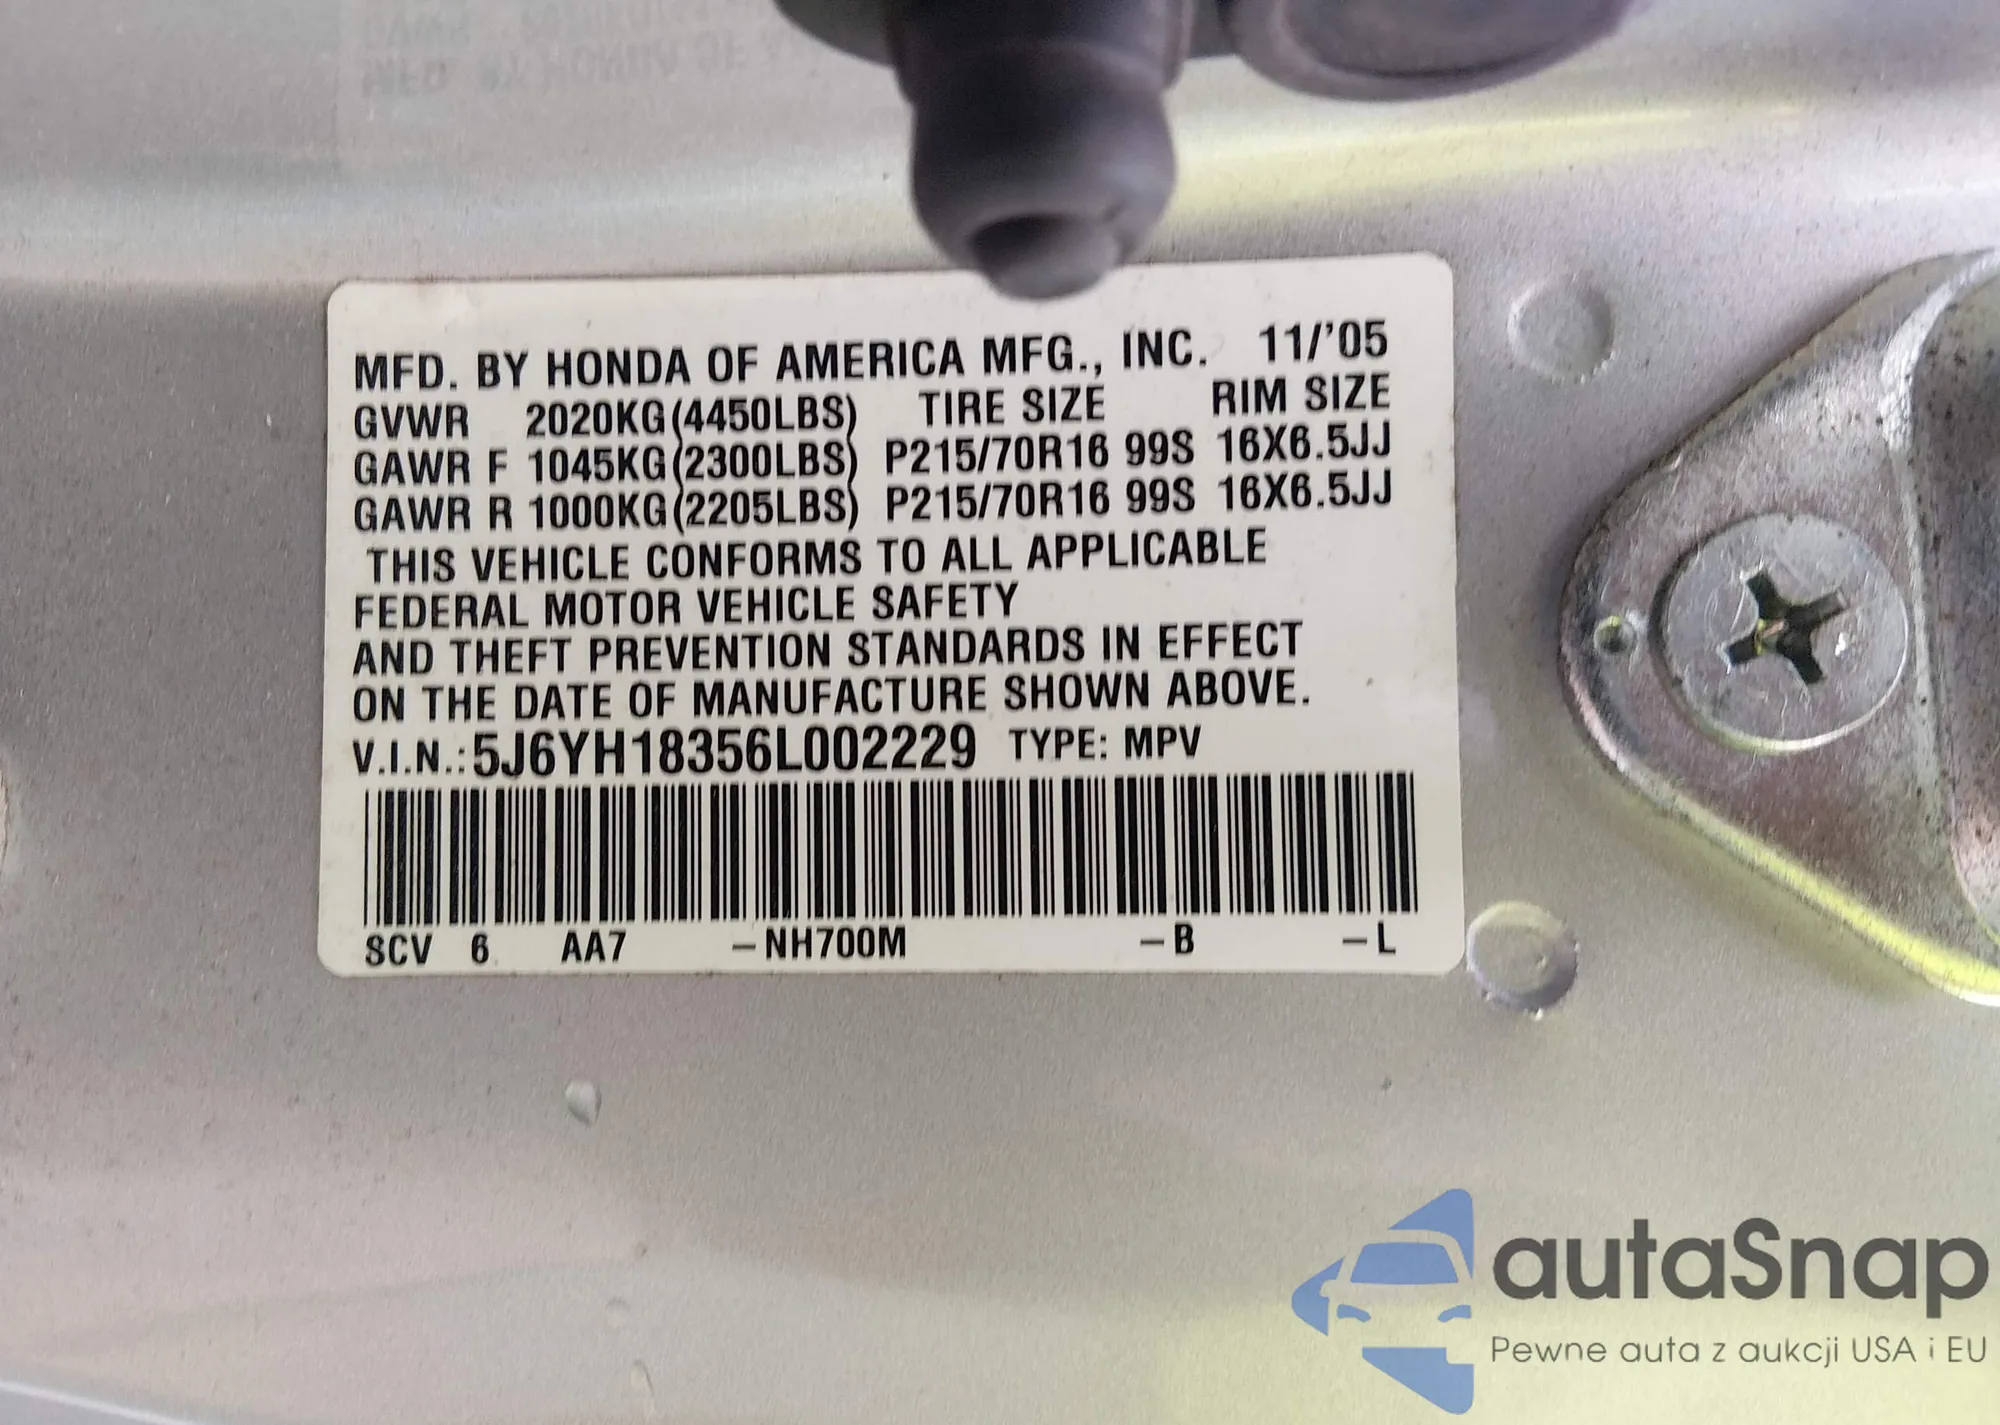 MFD. BY HONDA OF AMERICA MFG., INC. 11/'05
GVWR 2020KG(4450LBS) TIRE SIZE RIM SIZE
GAWR F 1045KG(2300LBS) P215/70R16 99S 16X6.5JJ
GAWR R 1000KG(2205LBS) P215/70R16 99S 16X6.5JJ
THIS VEHICLE CONFORMS TO ALL APPLICABLE
FEDERAL MOTOR VEHICLE SAFETY
AND THEFT PREVENTION STANDARDS IN EFFECT
ON THE DATE OF MANUFACTURE SHOWN ABOVE.
V.I.N.: 5J6YH18356L002229 TYPE: MPV
SCV 6 AA7 –NH700M –B –L
autaSnap
Pewne auta z aukcji USA i EU